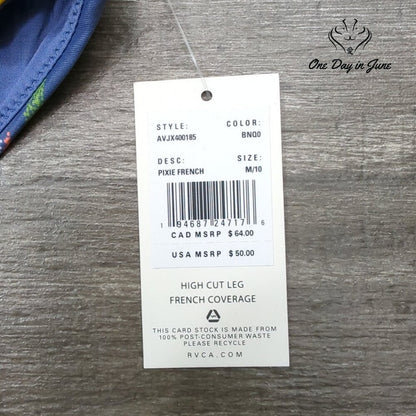 One Day in June
STYLE: COLOR:
AVJX400185 BNQ0
DESC: SIZE:
PIXIE FRENCH M/10
1 94687 24717 6
CAD MSRP $ 64.00
USA MSRP $ 50.00
HIGH CUT LEG
FRENCH COVERAGE
THIS CARD STOCK IS MADE FROM
100% POST-CONSUMER WASTE
PLEASE RECYCLE
RVCA.COM